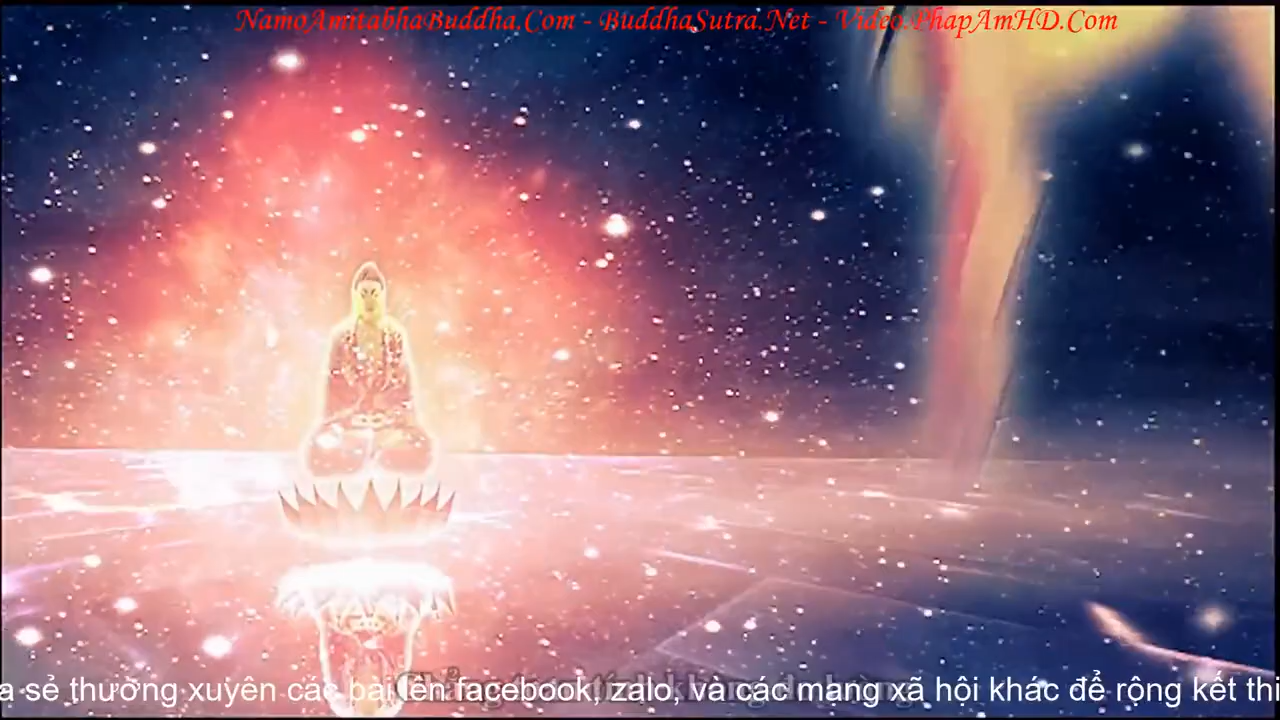 NamoAmitabhaBuddha.Com - BuddhaSutra.Net - Video.PhapAmHD.Com
a sẻ thường xuyên các bài lên facebook, zalo, và các mạng xã hội khác để rộng kết thi